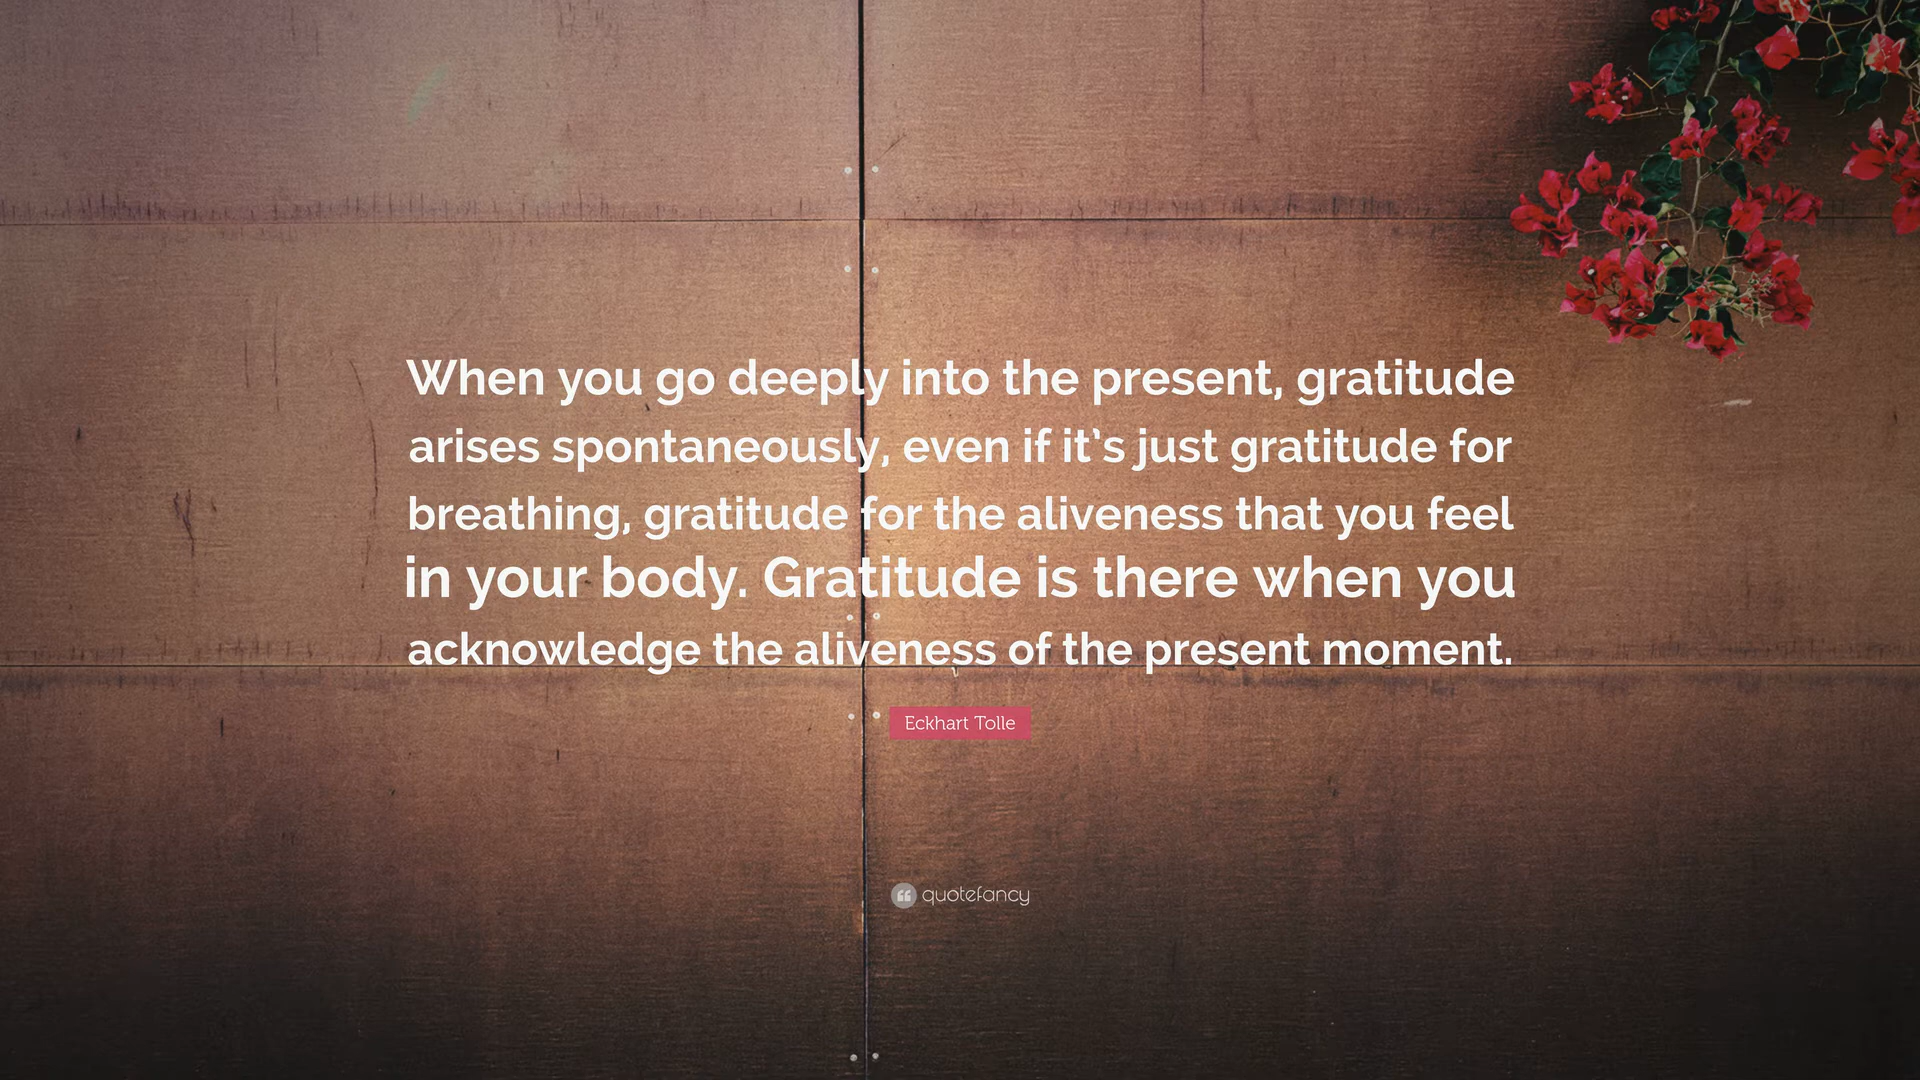 When you go deeply into the present, gratitude
arises spontaneously, even if it’s just gratitude for
breathing, gratitude for the aliveness that you feel
in your body. Gratitude is there when you
acknowledge the aliveness of the present moment.
Eckhart Tolle
quotefancy